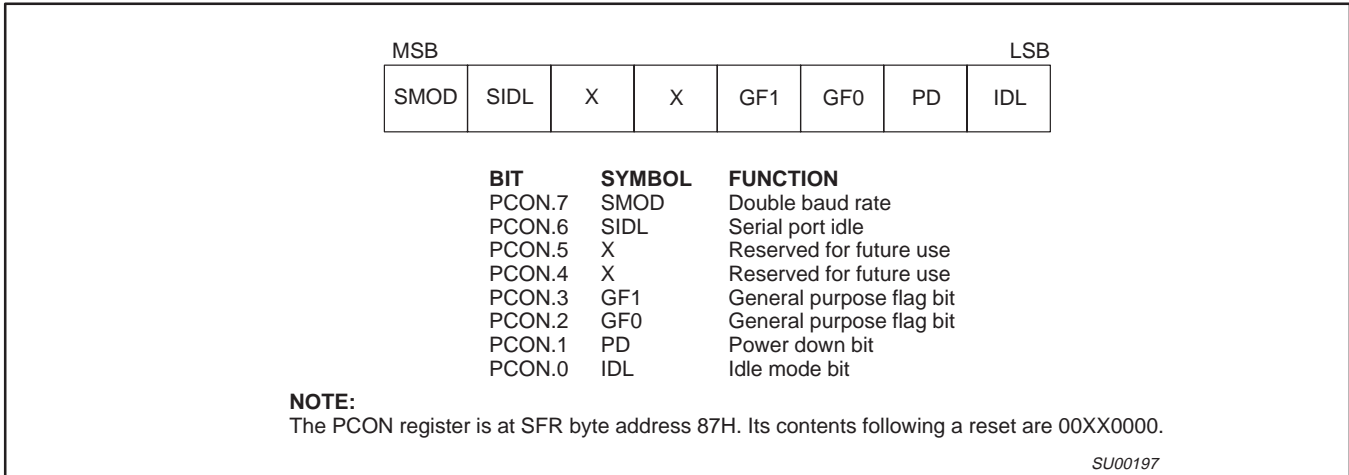 MSB LSB
SMOD SIDL X X GF1 GF0 PD IDL
BIT SYMBOL FUNCTION
PCON.7 SMOD Double baud rate
PCON.6 SIDL Serial port idle
PCON.5 X Reserved for future use
PCON.4 X Reserved for future use
PCON.3 GF1 General purpose flag bit
PCON.2 GF0 General purpose flag bit
PCON.1 PD Power down bit
PCON.0 IDL Idle mode bit
NOTE:
The PCON register is at SFR byte address 87H. Its contents following a reset are 00XX0000.
SU00197